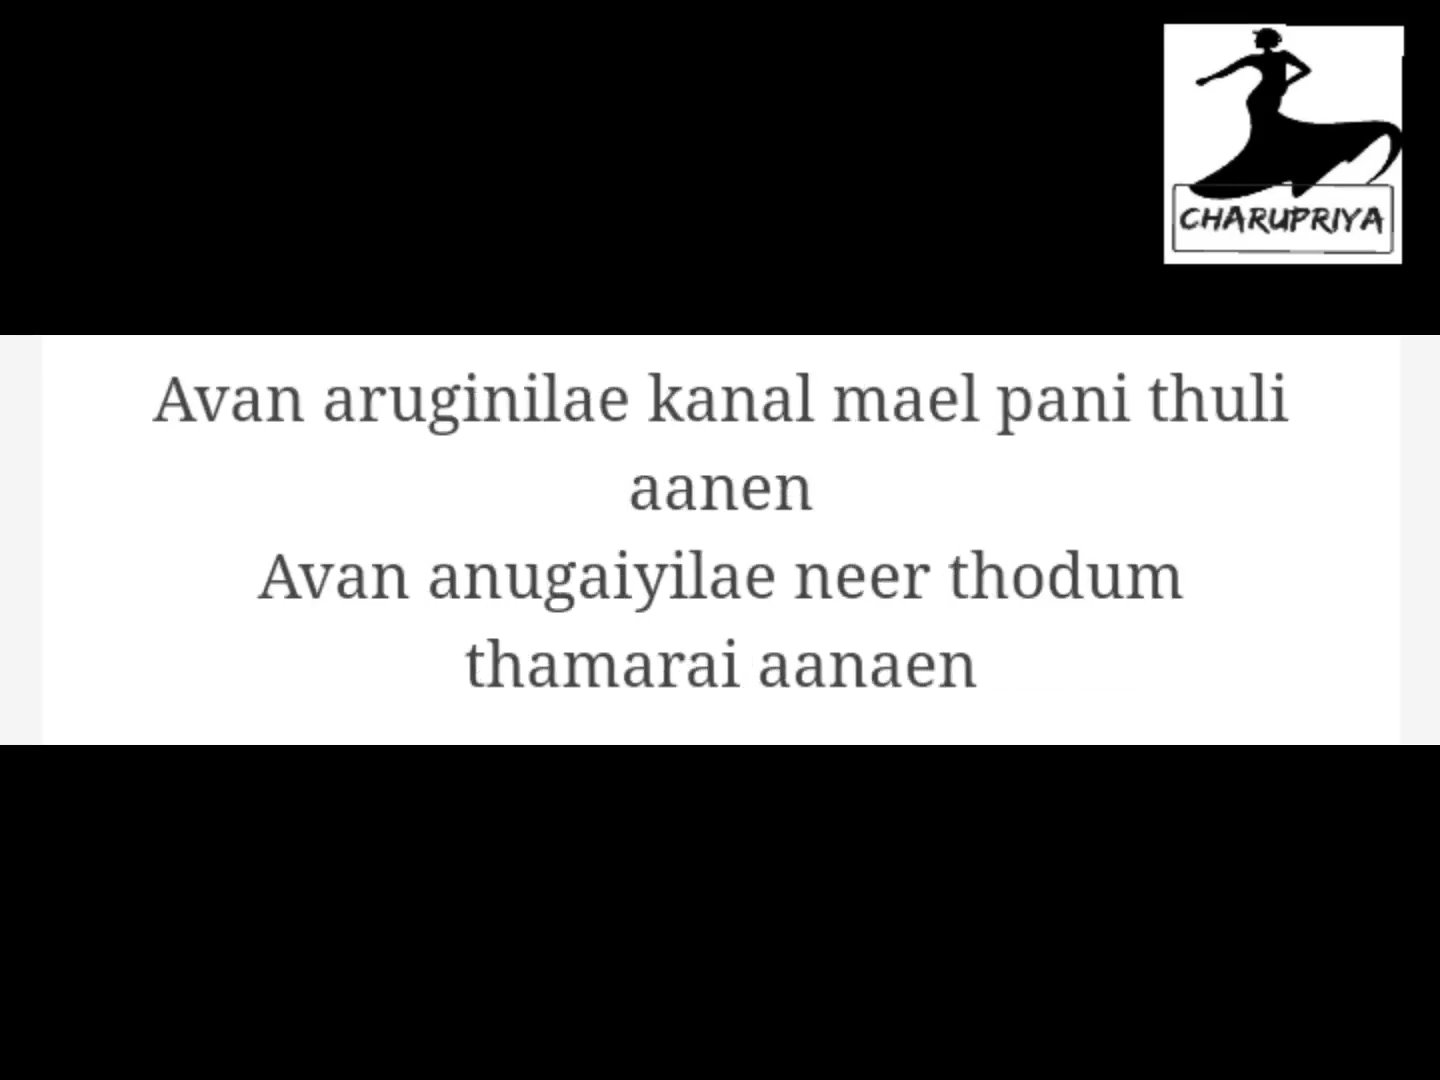 CHARUPRIYA
Avan aruginilae kanal mael pani thuli
aanen
Avan anugaiyilae neer thodum
thamarai aanaen